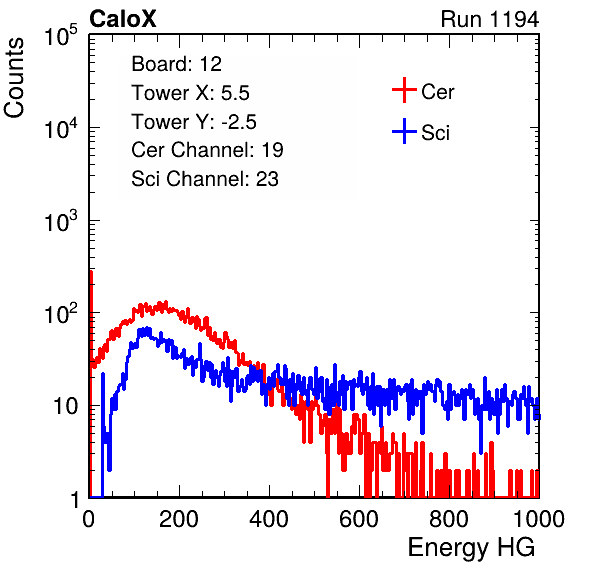 CaloX
Run 1194
Counts
10^5
10^4
10^3
10^2
10
1
Board: 12
Tower X: 5.5
Tower Y: -2.5
Cer Channel: 19
Sci Channel: 23
Cer
Sci
0 200 400 600 800 1000
Energy HG